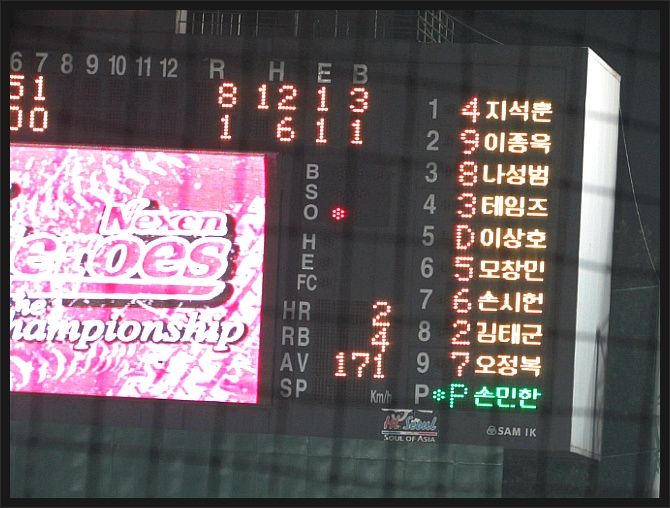 6 7 8 9 10 11 12 R H E B
51 8 12 1 3
00 1 6 1 1
1 4 지석훈
2 9 이종욱
3 8 나성범
4 3 테임즈
5 D 이상호
6 5 모창민
7 6 손시헌
8 2 김태군
9 7 오정복
P P 손민한
B
S
O
H
E
FC
HR 2
RB 4
AV 171
SP Km/h
Nexen
eroes
he
hampionship
Hi Seoul
SOUL OF ASIA
SAM IK